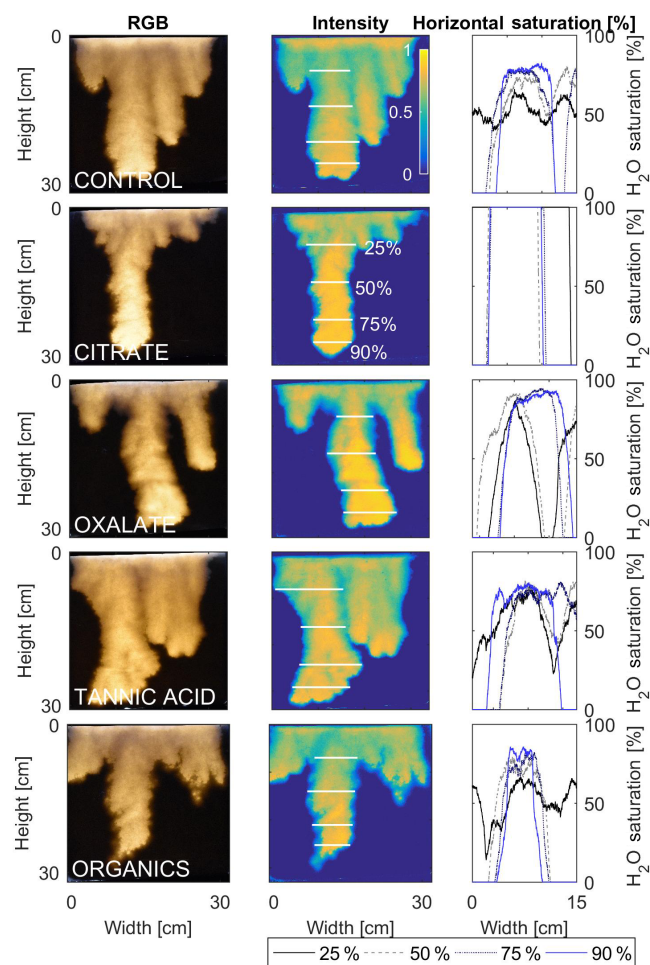 RGB Intensity Horizontal saturation [%]
0
Height [cm]
30
CONTROL
1
0.5
0
100
50
0
H2O saturation [%]
0
Height [cm]
30
CITRATE
25%
50%
75%
90%
100
50
0
H2O saturation [%]
0
Height [cm]
30
OXALATE
100
50
0
H2O saturation [%]
0
Height [cm]
30
TANNIC ACID
100
50
0
H2O saturation [%]
0
Height [cm]
30
ORGANICS
100
50
0
H2O saturation [%]
0 30 0 30 0 15
Width [cm] Width [cm] Width [cm]
25 % 50 % 75 % 90 %